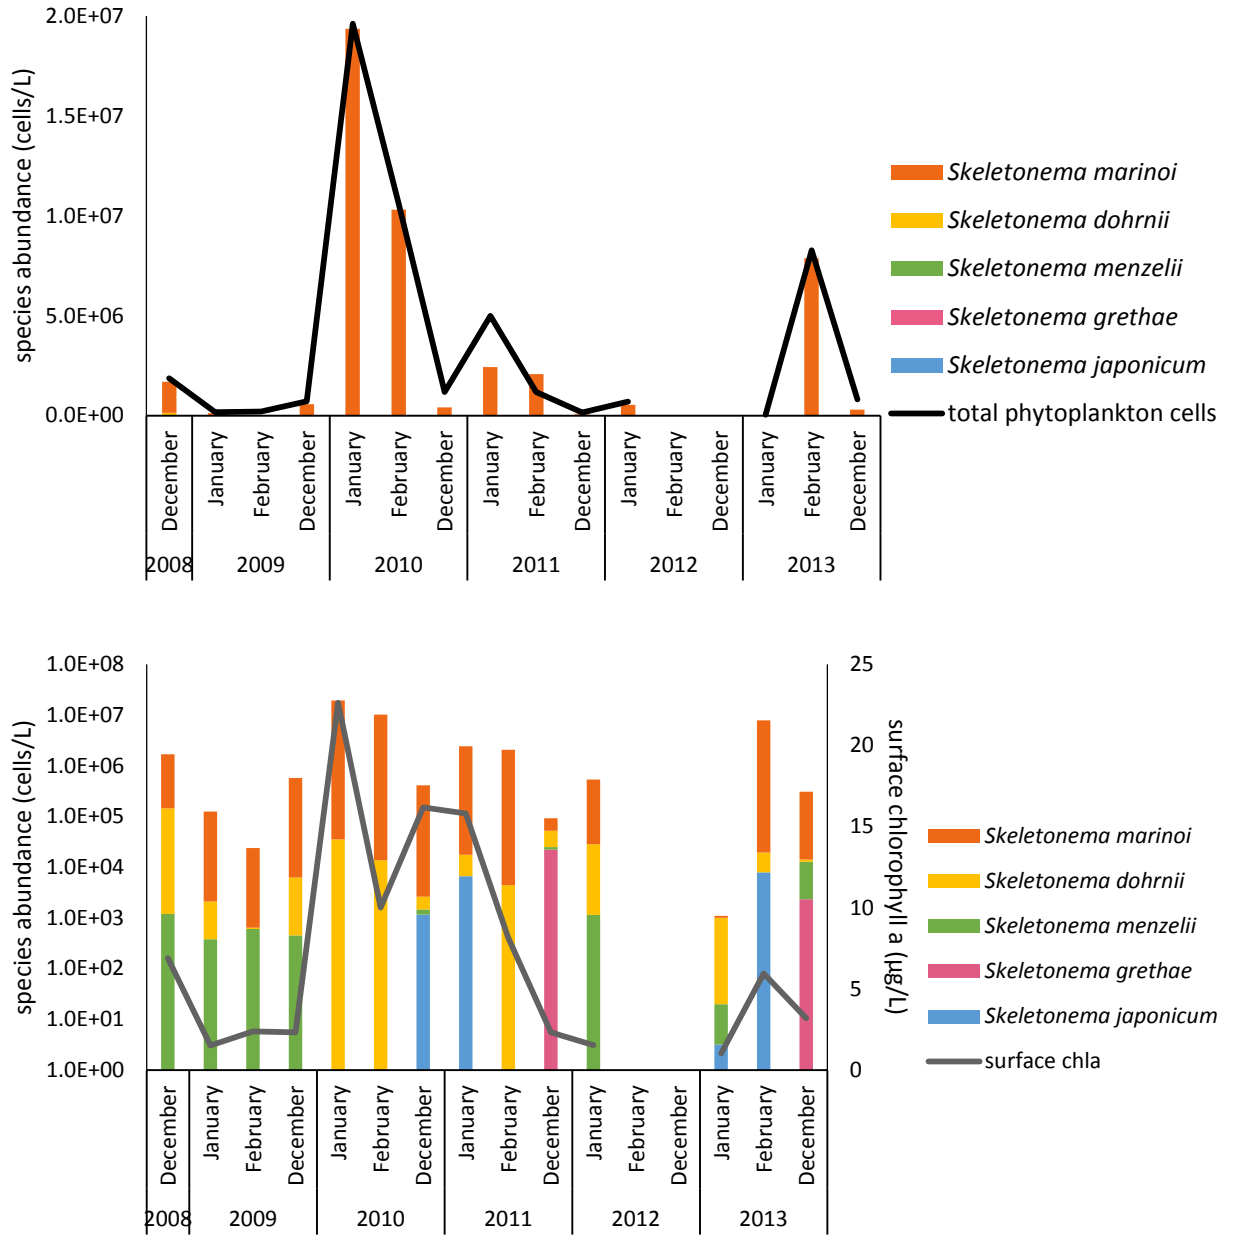 species abundance (cells/L)
2.0E+07
1.5E+07
1.0E+07
5.0E+06
0.0E+00
December
January
February
December
January
February
December
January
February
December
January
February
December
January
February
December
2008
2009
2010
2011
2012
2013
Skeletonema marinoi
Skeletonema dohrnii
Skeletonema menzelii
Skeletonema grethae
Skeletonema japonicum
total phytoplankton cells
species abundance (cells/L)
1.0E+08
1.0E+07
1.0E+06
1.0E+05
1.0E+04
1.0E+03
1.0E+02
1.0E+01
1.0E+00
December
January
February
December
January
February
December
January
February
December
January
February
December
January
February
December
2008
2009
2010
2011
2012
2013
25
20
15
10
5
0
surface chlorophyll a (µg/L)
Skeletonema marinoi
Skeletonema dohrnii
Skeletonema menzelii
Skeletonema grethae
Skeletonema japonicum
surface chla